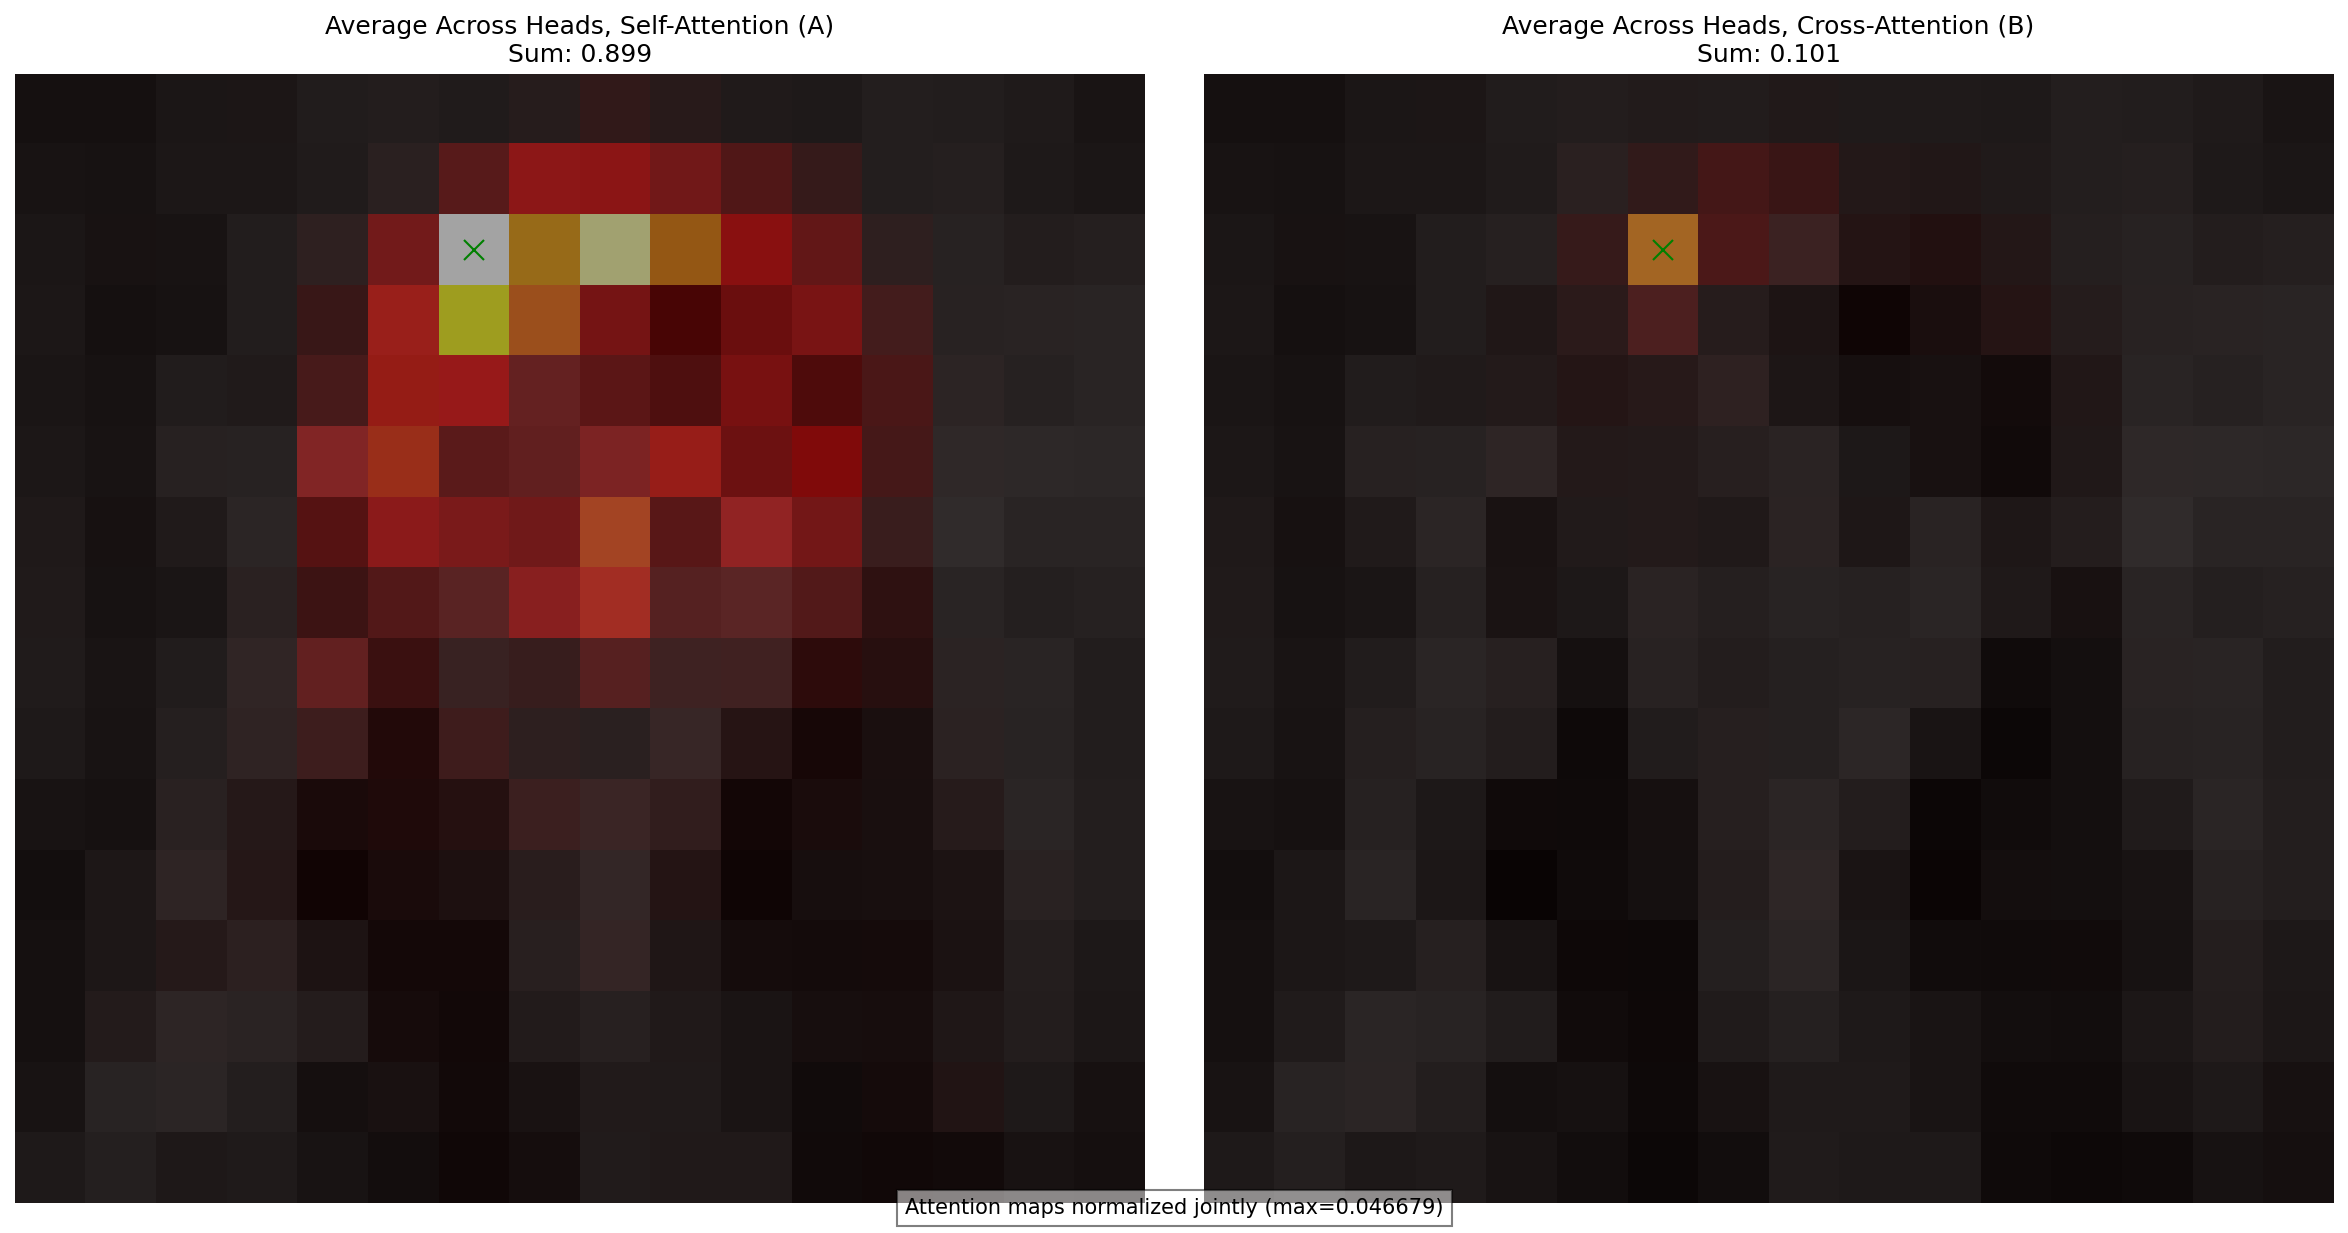 Average Across Heads, Self-Attention (A)
Sum: 0.899
Average Across Heads, Cross-Attention (B)
Sum: 0.101
Attention maps normalized jointly (max=0.046679)